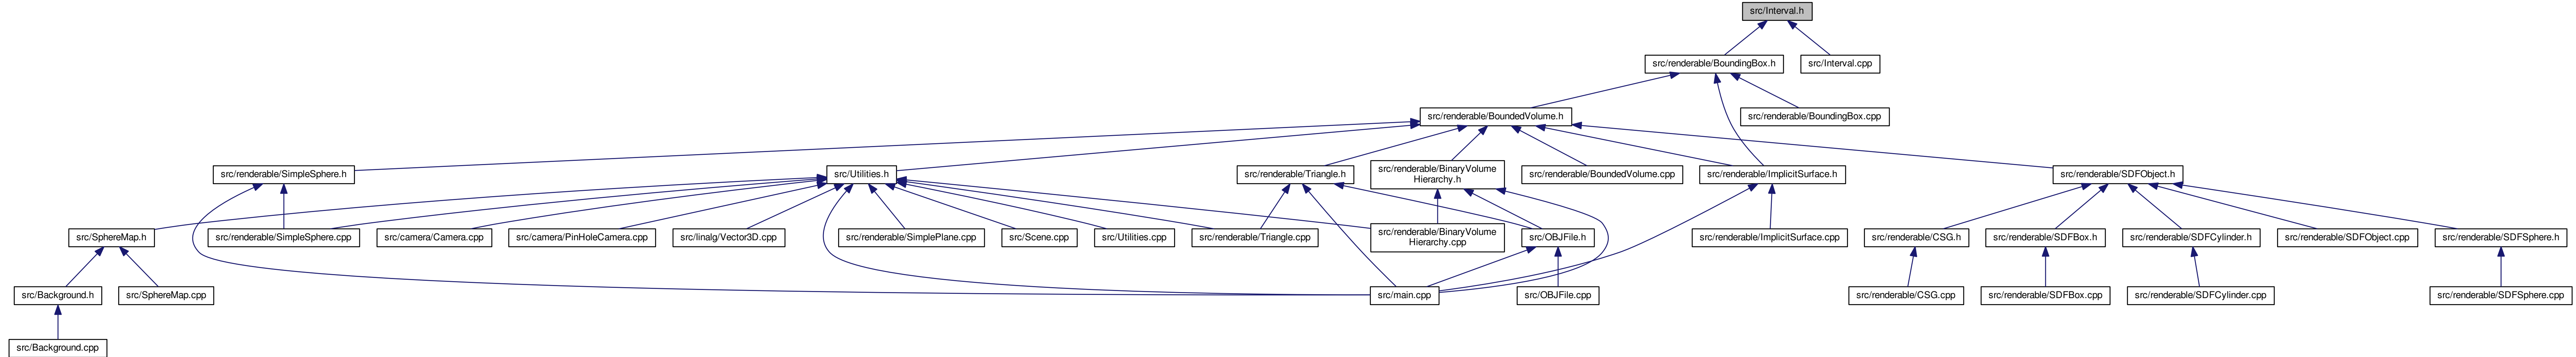 src/Interval.h
src/renderable/BoundingBox.h
src/Interval.cpp
src/renderable/BoundedVolume.h
src/renderable/BoundingBox.cpp
src/renderable/SimpleSphere.h
src/Utilities.h
src/renderable/Triangle.h
src/renderable/BinaryVolume
Hierarchy.h
src/renderable/BoundedVolume.cpp
src/renderable/ImplicitSurface.h
src/renderable/SDFObject.h
src/SphereMap.h
src/renderable/SimpleSphere.cpp
src/camera/Camera.cpp
src/camera/PinHoleCamera.cpp
src/linalg/Vector3D.cpp
src/renderable/SimplePlane.cpp
src/Scene.cpp
src/Utilities.cpp
src/renderable/Triangle.cpp
src/renderable/BinaryVolume
Hierarchy.cpp
src/OBJFile.h
src/renderable/ImplicitSurface.cpp
src/renderable/CSG.h
src/renderable/SDFBox.h
src/renderable/SDFCylinder.h
src/renderable/SDFObject.cpp
src/renderable/SDFSphere.h
src/Background.h
src/SphereMap.cpp
src/main.cpp
src/OBJFile.cpp
src/renderable/CSG.cpp
src/renderable/SDFBox.cpp
src/renderable/SDFCylinder.cpp
src/renderable/SDFSphere.cpp
src/Background.cpp